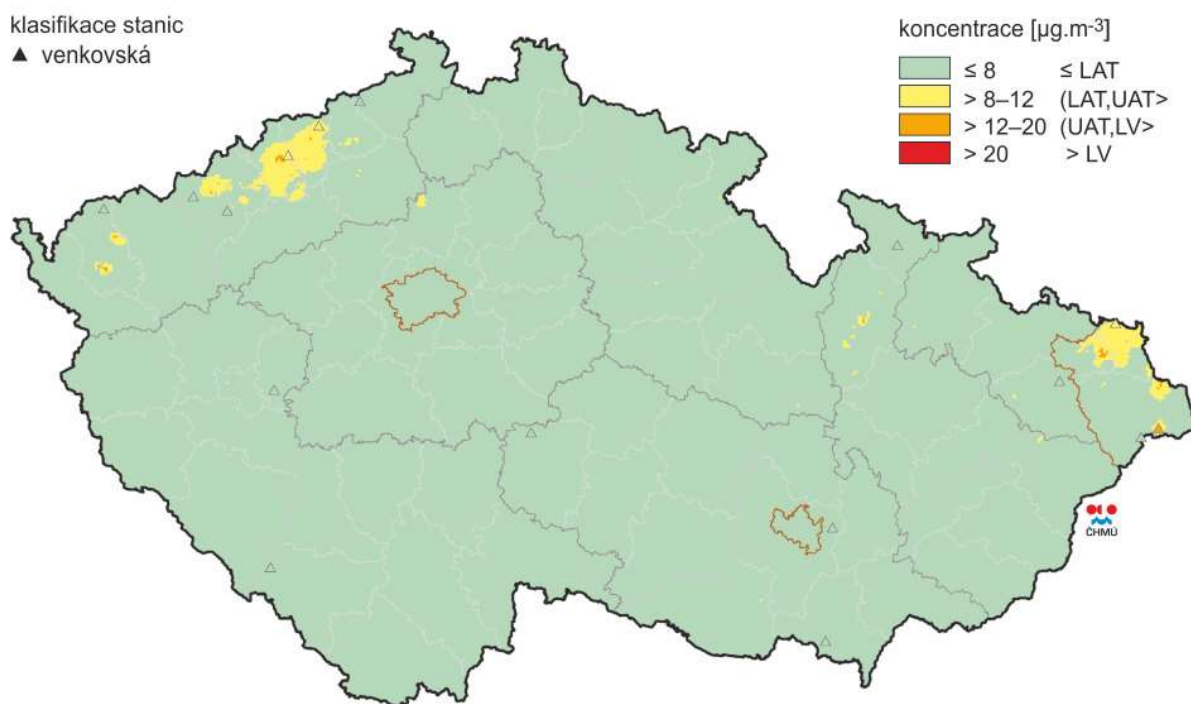 klasifikace stanic
▲ venkovská
koncentrace [µg.m-3]
≤ 8 ≤ LAT
> 8–12 (LAT,UAT>
> 12–20 (UAT,LV>
> 20 > LV
ČHMÚ